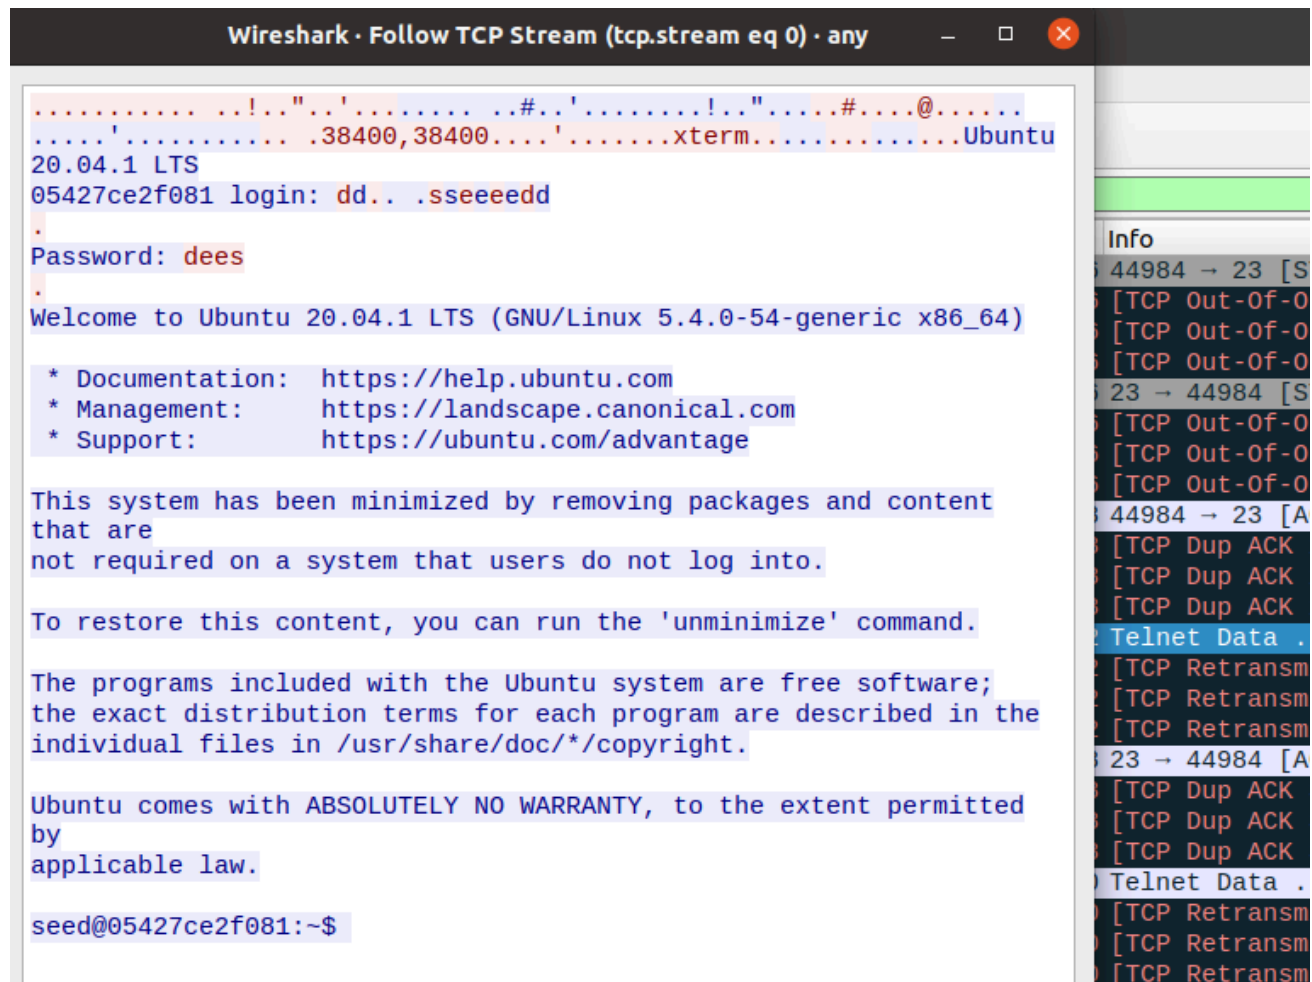 Wireshark · Follow TCP Stream (tcp.stream eq 0) · any
........... ..!.."..'......... ..#..'........!.."......#....@......
.....'........... .38400,38400....'.......xterm..............Ubuntu
20.04.1 LTS
05427ce2f081 login: dd.. .sseeeedd
.
Password: dees
.
Welcome to Ubuntu 20.04.1 LTS (GNU/Linux 5.4.0-54-generic x86_64)
* Documentation: https://help.ubuntu.com
* Management: https://landscape.canonical.com
* Support: https://ubuntu.com/advantage
This system has been minimized by removing packages and content
that are
not required on a system that users do not log into.
To restore this content, you can run the 'unminimize' command.
The programs included with the Ubuntu system are free software;
the exact distribution terms for each program are described in the
individual files in /usr/share/doc/*/copyright.
Ubuntu comes with ABSOLUTELY NO WARRANTY, to the extent permitted
by
applicable law.
seed@05427ce2f081:~$
Info
44984 → 23 [S
[TCP Out-Of-O
[TCP Out-Of-O
[TCP Out-Of-O
23 → 44984 [S
[TCP Out-Of-O
[TCP Out-Of-O
[TCP Out-Of-O
44984 → 23 [A
[TCP Dup ACK
[TCP Dup ACK
[TCP Dup ACK
Telnet Data .
[TCP Retransm
[TCP Retransm
[TCP Retransm
23 → 44984 [A
[TCP Dup ACK
[TCP Dup ACK
[TCP Dup ACK
Telnet Data .
[TCP Retransm
[TCP Retransm
[TCP Retransm